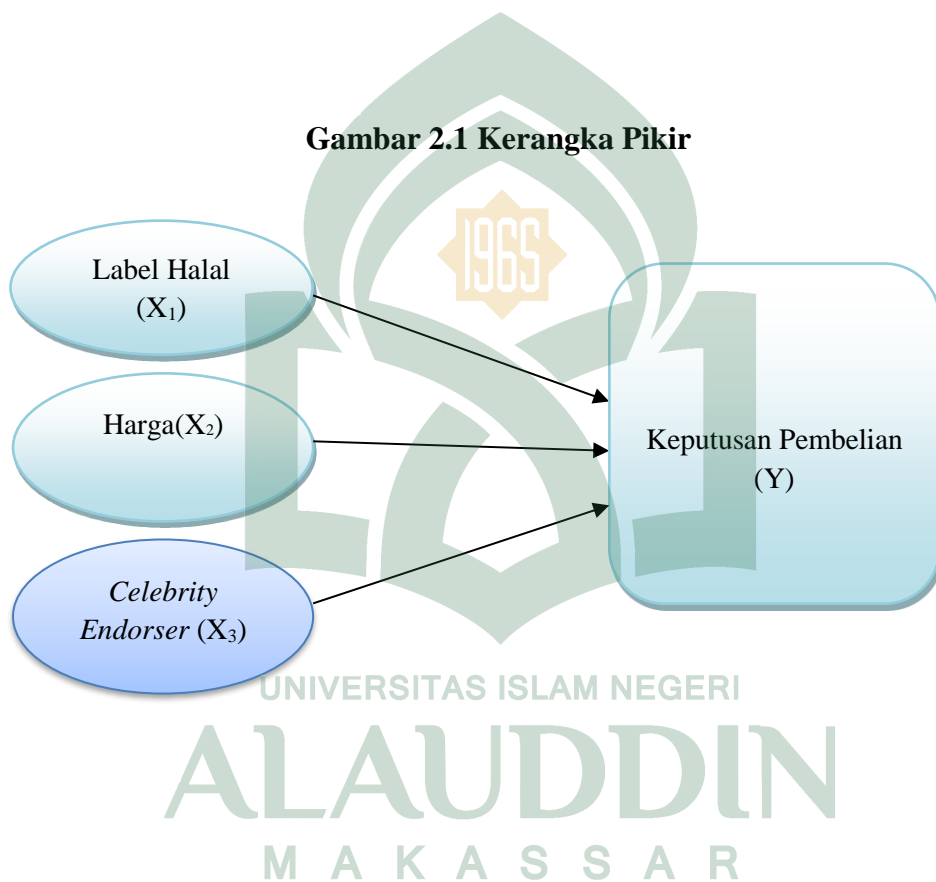 Gambar 2.1 Kerangka Pikir
1965
Label Halal
(X₁)
Harga(X₂)
Keputusan Pembelian
(Y)
Celebrity
Endorser (X₃)
UNIVERSITAS ISLAM NEGERI
ALAUDDIN
MAKASSAR